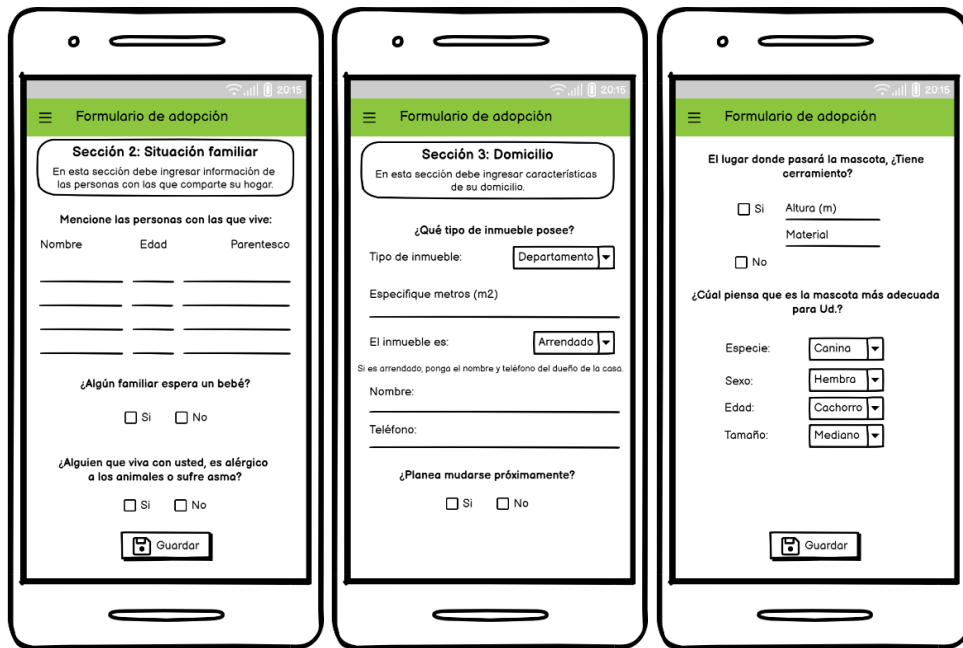 20:15
Formulario de adopción
Sección 2: Situación familiar
En esta sección debe ingresar información de
las personas con las que comparte su hogar.
Mencione las personas con las que vive:
Nombre Edad Parentesco
¿Algún familiar espera un bebé?
Si No
¿Alguien que viva con usted, es alérgico
a los animales o sufre asma?
Si No
Guardar
20:15
Formulario de adopción
Sección 3: Domicilio
En esta sección debe ingresar características
de su domicilio.
¿Qué tipo de inmueble posee?
Tipo de inmueble: Departamento
Especifique metros (m2)
El inmueble es: Arrendado
Si es arrendado, ponga el nombre y teléfono del dueño de la casa.
Nombre:
Teléfono:
¿Planea mudarse próximamente?
Si No
20:15
Formulario de adopción
El lugar donde pasará la mascota, ¿Tiene
cerramiento?
Si Altura (m)
Material
No
¿Cúal piensa que es la mascota más adecuada
para Ud.?
Especie: Canina
Sexo: Hembra
Edad: Cachorro
Tamaño: Mediano
Guardar